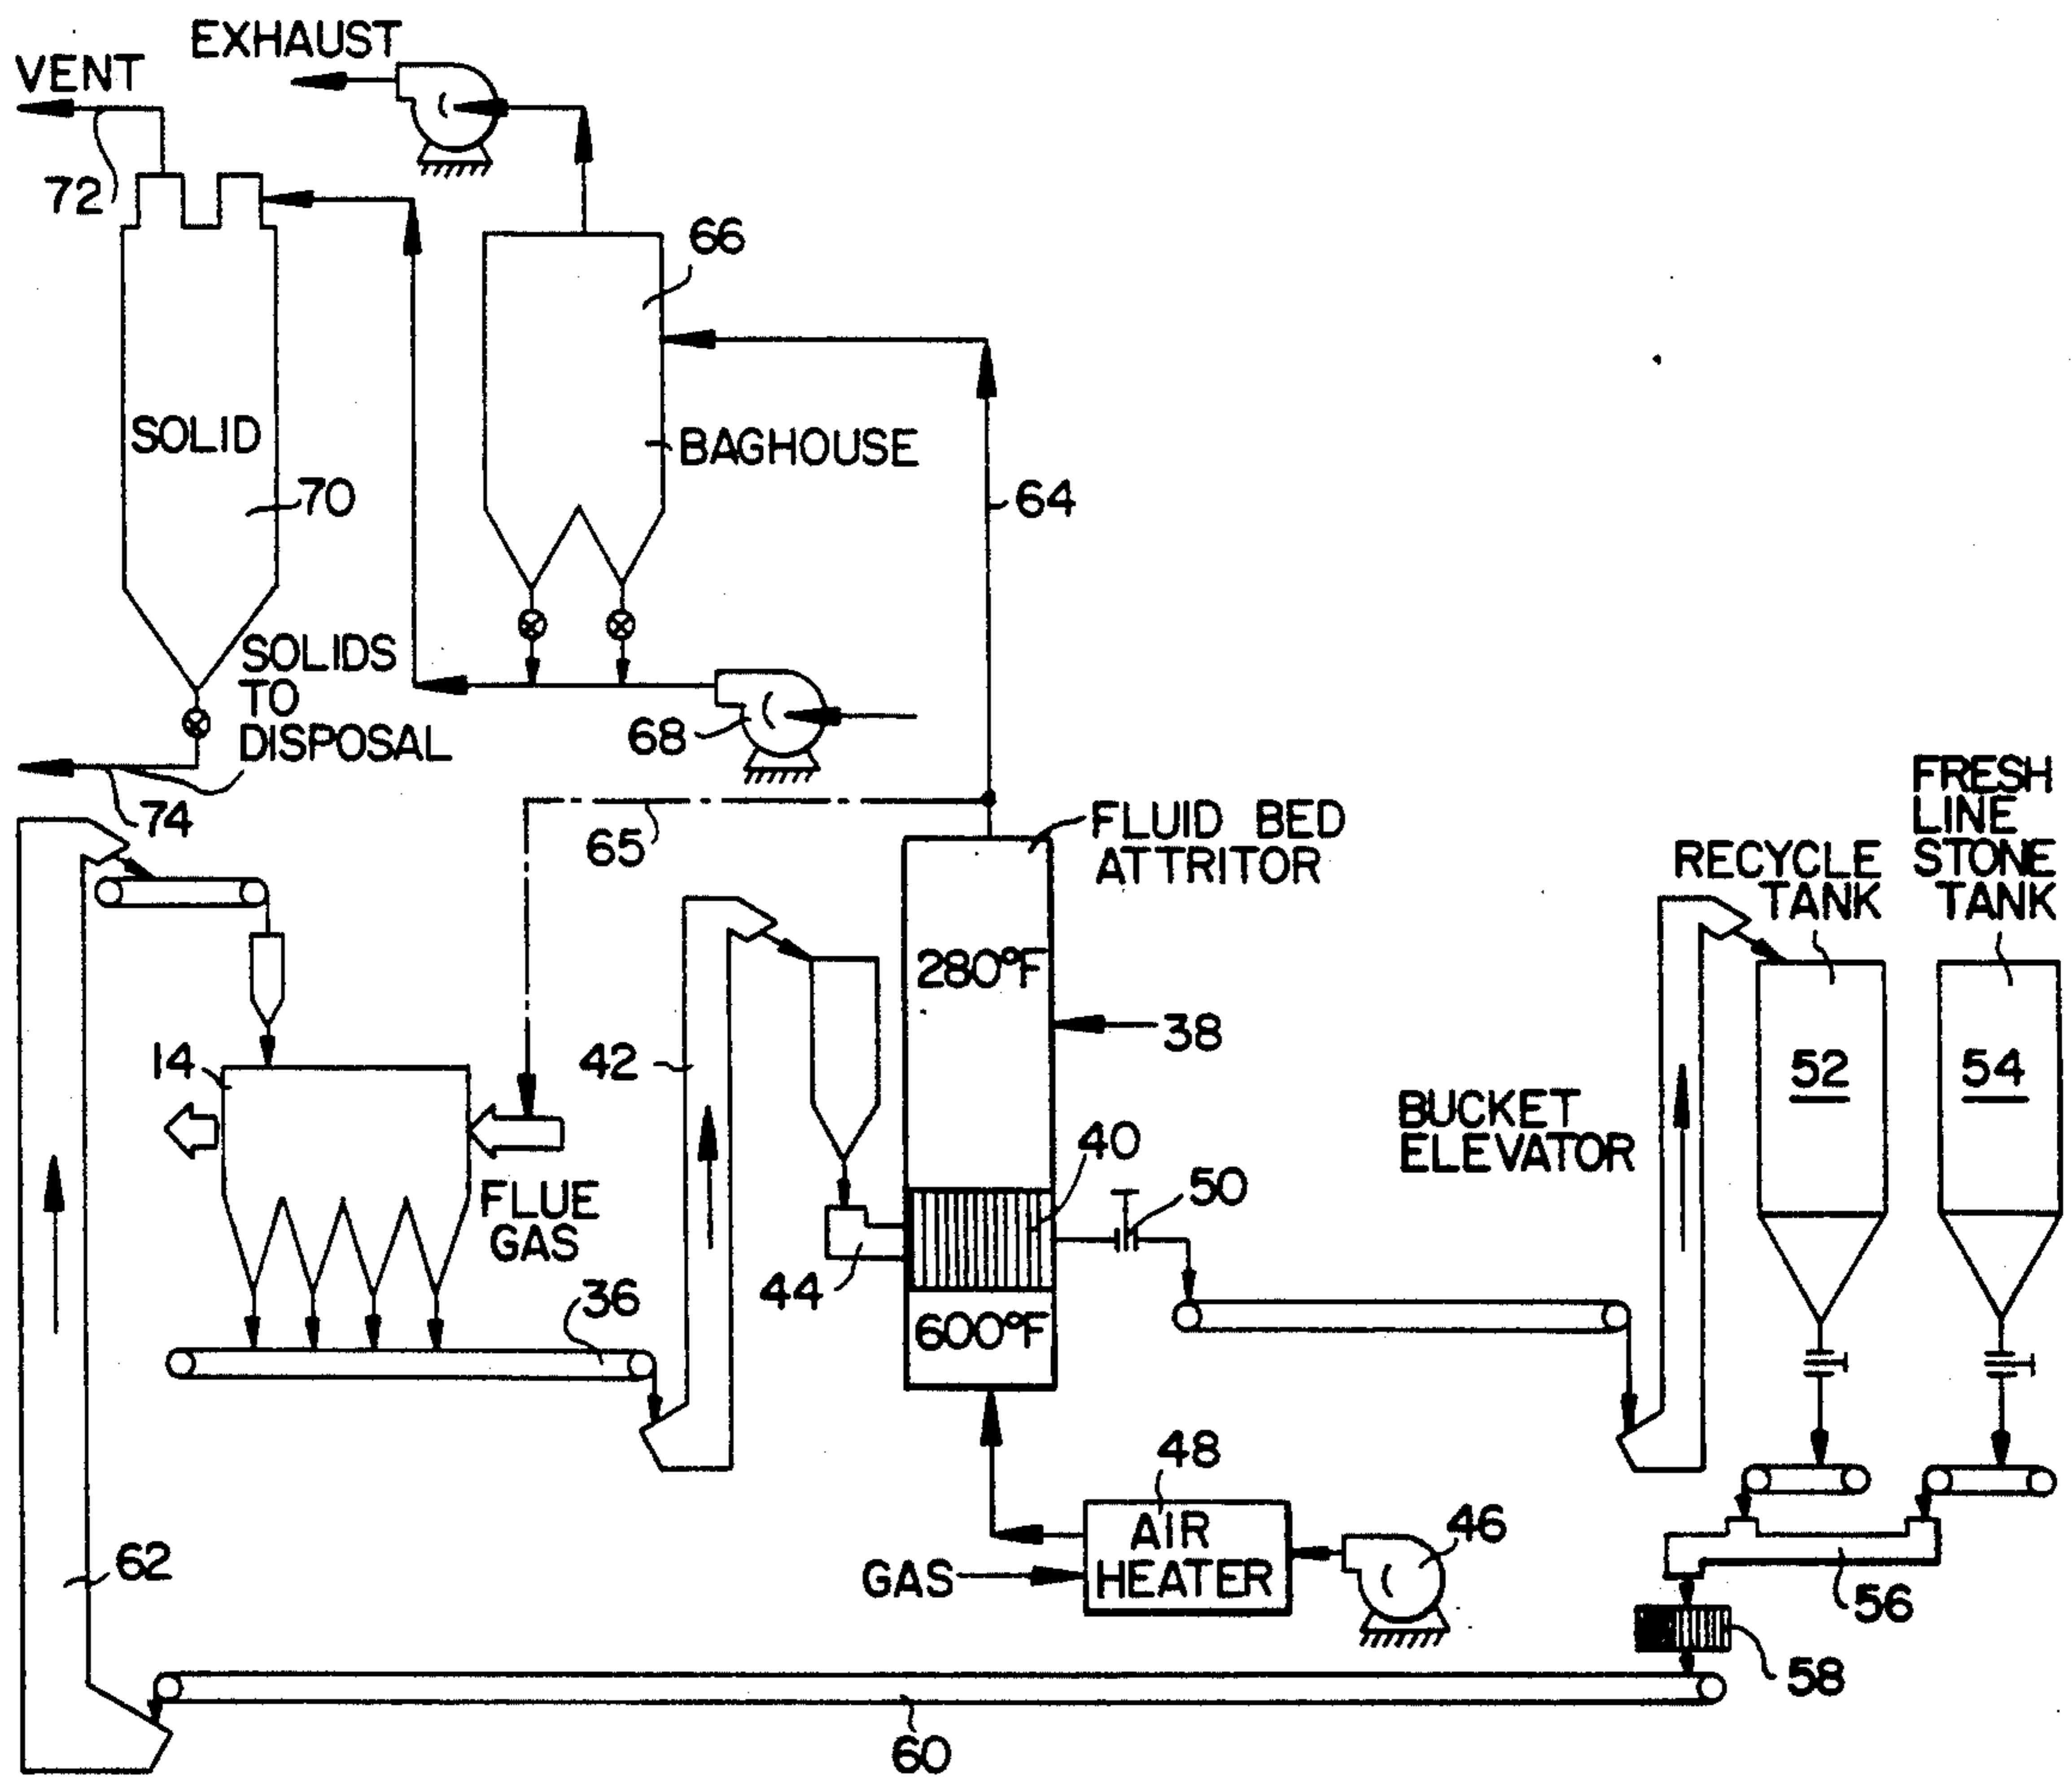 EXHAUST
VENT
72
66
SOLID
BAGHOUSE
70
64
SOLIDS
TO
DISPOSAL
68
74
65
FLUID BED
ATTRITOR
FRESH
LINE
STONE
TANK
RECYCLE
TANK
280°F
38
14
42
52
54
BUCKET
ELEVATOR
40
50
FLUE
GAS
44
36
600°F
48
AIR
HEATER
46
GAS
62
56
58
60